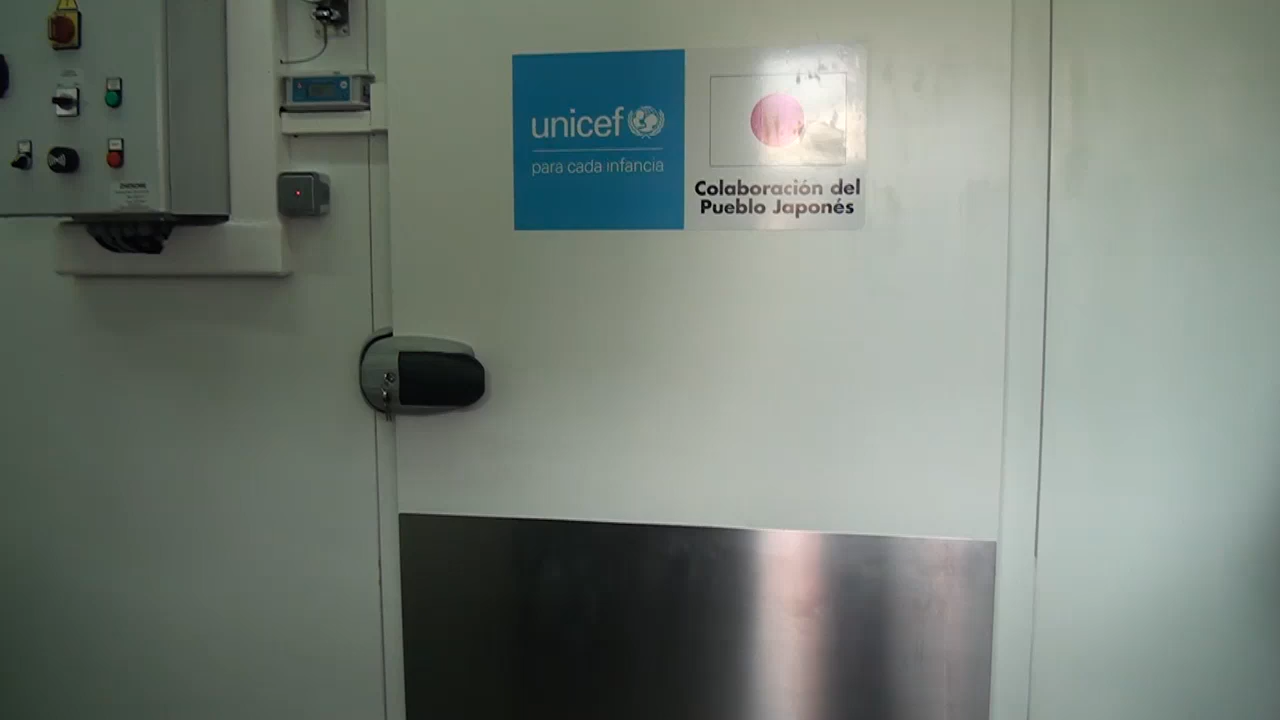 unicef
para cada infancia
Colaboración del
Pueblo Japonés